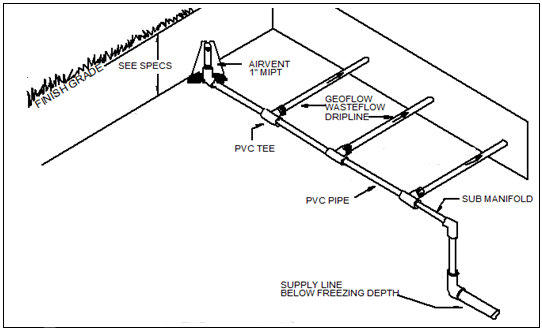 FINISH GRADE
SEE SPECS
AIRVENT
1" MIPT
GEOFLOW
WASTEFLOW
DRIPLINE
PVC TEE
PVC PIPE
SUB MANIFOLD
SUPPLY LINE
BELOW FREEZING DEPTH